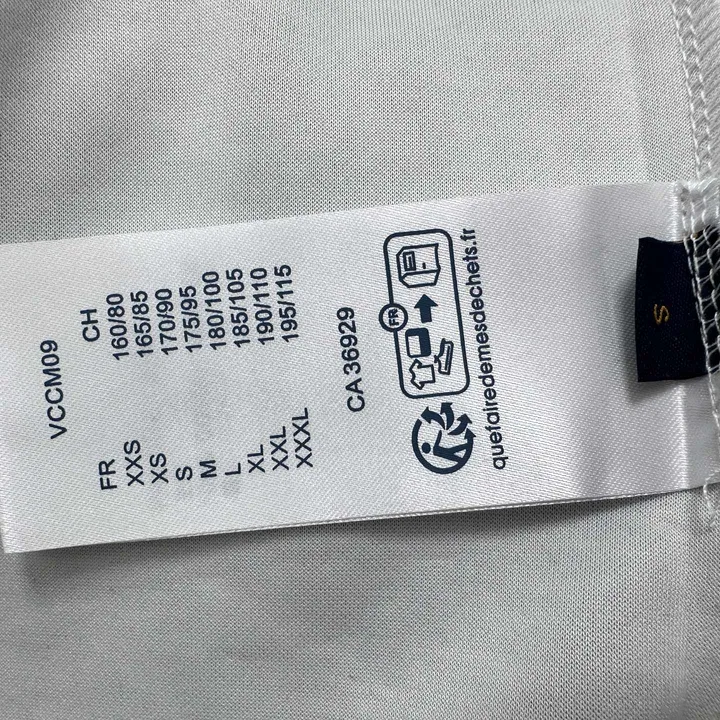 VCCM09
FR CH
XXS 160/80
XS 165/85
S 170/90
M 175/95
L 180/100
XL 185/105
XXL 190/110
XXXL 195/115
CA 36929
FR
quefairedemesdechets.fr
S